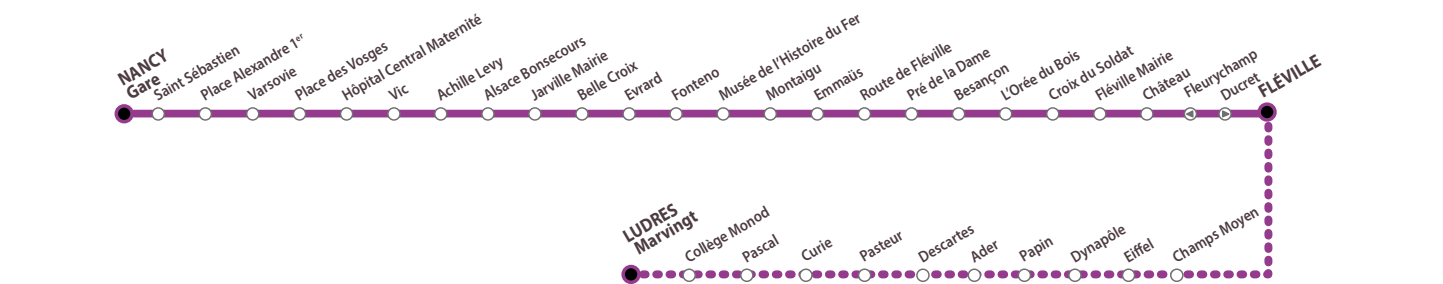 NANCY
Gare
Saint Sébastien
Place Alexandre 1er
Varsovie
Place des Vosges
Hôpital Central Maternité
Vic
Achille Levy
Alsace Bonsecours
Jarville Mairie
Belle Croix
Evrard
Fonteno
Musée de l'Histoire du Fer
Montaigu
Emmaüs
Route de Fléville
Pré de la Dame
Besançon
L'Orée du Bois
Croix du Soldat
Fléville Mairie
Château
Fleurychamp
Ducret
FLÉVILLE
LUDRES
Marvingt
Collège Monod
Pascal
Curie
Pasteur
Descartes
Ader
Papin
Dynapôle
Eiffel
Champs Moyen